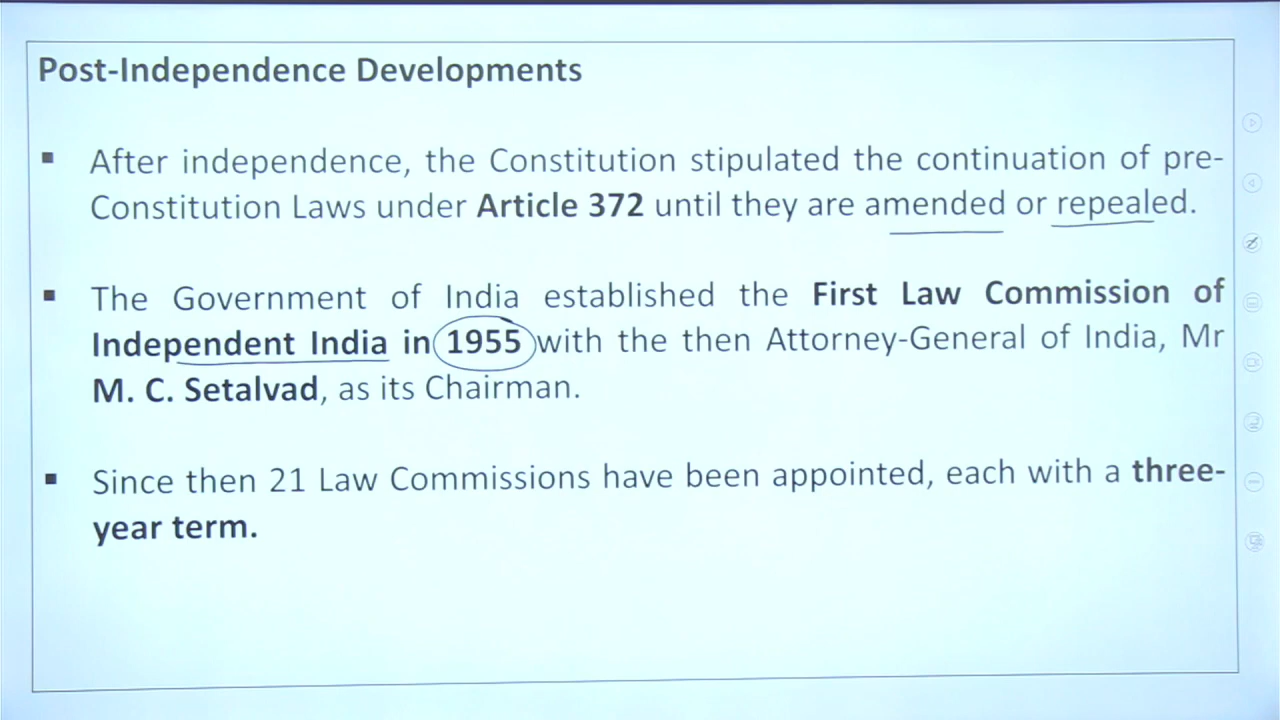 Post-Independence Developments
▪ After independence, the Constitution stipulated the continuation of pre-
Constitution Laws under Article 372 until they are amended or repealed.
▪ The Government of India established the First Law Commission of
Independent India in 1955 with the then Attorney-General of India, Mr
M. C. Setalvad, as its Chairman.
▪ Since then 21 Law Commissions have been appointed, each with a three-
year term.